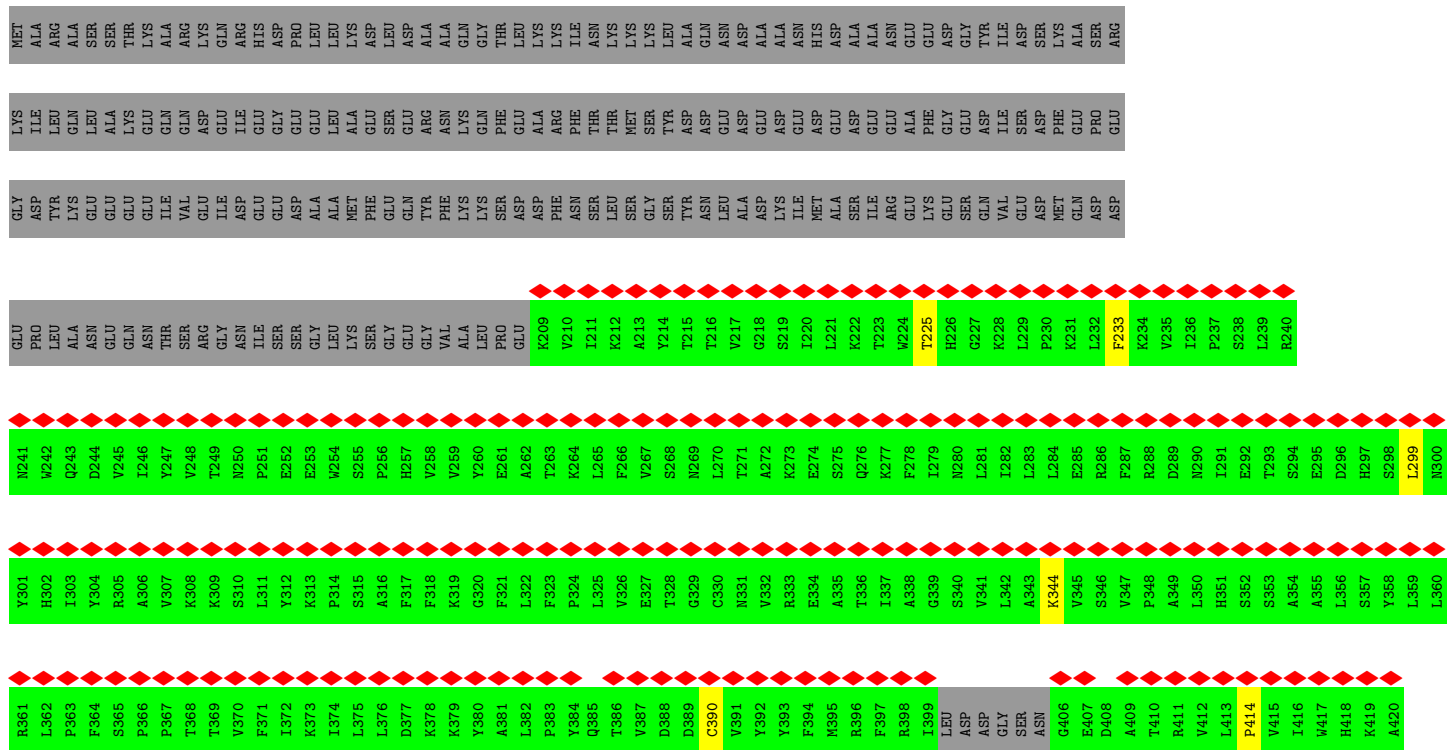 MET ALA ARG ALA SER SER THR LYS ALA ARG LYS GLN ARG HIS ASP PRO LEU LEU LYS ASP LEU ASP ALA ALA GLN GLY THR LEU LYS LYS ILE ASN LYS LYS LYS LEU ALA GLN ASN ASP ALA ALA ASN HIS ASP ALA ALA ASN GLU GLU ASP GLY TYR ILE ASP SER LYS ALA SER ARG
LYS ILE LEU GLN LEU ALA LYS GLU GLN GLN ASP GLU ILE GLU GLY GLU GLU LEU ALA GLU SER GLU ARG ASN LYS GLN PHE GLU ALA ARG PHE THR THR MET SER TYR ASP ASP GLU ASP GLU ASP GLU ASP GLU GLU ALA PHE GLY GLU ASP ILE SER ASP PHE GLU PRO GLU
GLY ASP TYR LYS GLU GLU GLU GLU ILE VAL GLU ILE ASP GLU GLU ASP ALA ALA MET PHE GLU GLN TYR PHE LYS LYS SER ASP ASP PHE ASN SER LEU SER GLY SER TYR ASN LEU ALA ASP LYS ILE MET ALA SER ILE ARG GLU LYS GLU SER GLN VAL GLU ASP MET GLN ASP ASP
GLU PRO LEU ALA ASN GLU GLN ASN THR SER ARG GLY ASN ILE SER SER GLY LEU LYS SER GLY GLU GLY VAL ALA LEU PRO GLU K209 V210 I211 K212 A213 Y214 T215 T216 V217 G218 S219 I220 L221 K222 T223 W224 T225 H226 G227 K228 L229 P230 K231 L232 F233 K234 V235 I236 P237 S238 L239 R240
N241 W242 Q243 D244 V245 I246 Y247 V248 T249 N250 P251 E252 E253 W254 S255 P256 H257 V258 V259 Y260 E261 A262 T263 K264 L265 F266 V267 S268 N269 L270 T271 A272 K273 E274 S275 Q276 K277 F278 I279 N280 L281 I282 L283 L284 E285 R286 F287 R288 D289 N290 I291 E292 T293 S294 E295 D296 H297 S298 L299 N300
Y301 H302 I303 Y304 R305 A306 V307 K308 K309 S310 L311 Y312 K313 P314 S315 A316 F317 F318 K319 G320 F321 L322 F323 P324 L325 V326 E327 T328 G329 C330 N331 V332 R333 E334 A335 T336 I337 A338 G339 S340 V341 L342 A343 K344 V345 S346 V347 P348 A349 L350 H351 S352 S353 A354 A355 L356 S357 Y358 L359 L360
R361 L362 P363 F364 S365 P366 P367 T368 T369 V370 F371 I372 K373 I374 L375 L376 D377 K378 K379 Y380 A381 L382 P383 Y384 Q385 T386 V387 D388 D389 C390 V391 Y392 Y393 F394 M395 R396 F397 R398 I399 LEU ASP ASP GLY SER ASN G406 E407 D408 A409 T410 R411 V412 L413 P414 V415 I416 W417 H418 K419 A420